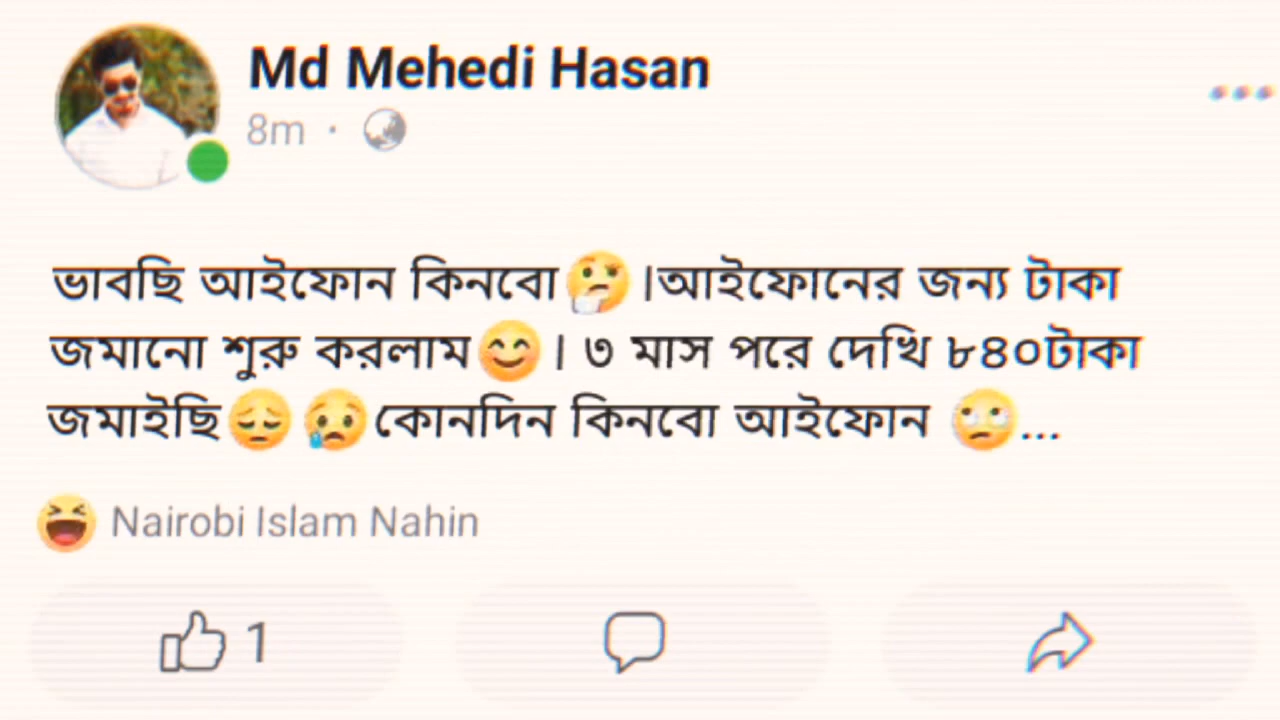 Md Mehedi Hasan
8m ·
ভাবছি আইফোন কিনবো🤔।আইফোনের জন্য টাকা
জমানো শুরু করলাম😊। ৩ মাস পরে দেখি ৮৪০টাকা
জমাইছি😔😢কোনদিন কিনবো আইফোন 🙄...
Nairobi Islam Nahin
1